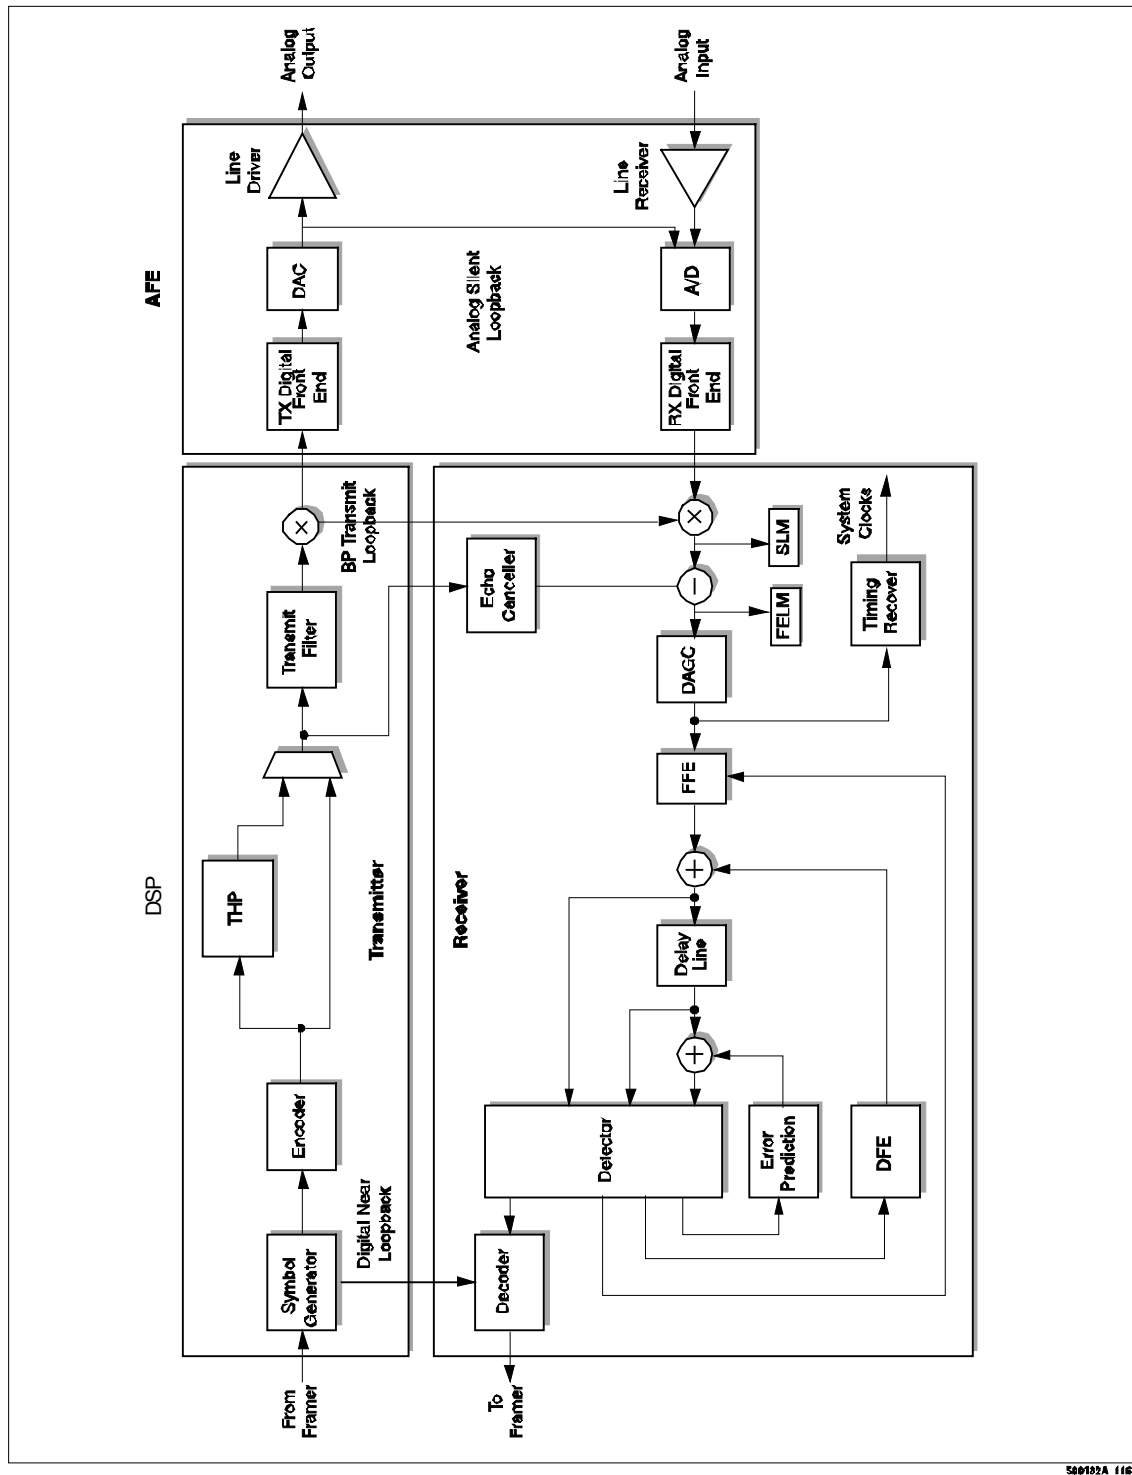 Analog
Output
Analog
Input
AFE
Line
Driver
Line
Receiver
DAC
Analog Silent
Loopback
A/D
TX Digital
Front
End
RX Digital
Front
End
DSP
BP Transmit
Loopback
Transmit
Filter
Echo
Canceller
SLM
FELM
System
Clocks
Timing
Recover
DAGC
FFE
THP
Transmitter
Receiver
Delay
Line
Encoder
Detector
Error
Prediction
DFE
Digital Near
Loopback
Symbol
Generator
Decoder
From
Framer
To
Framer